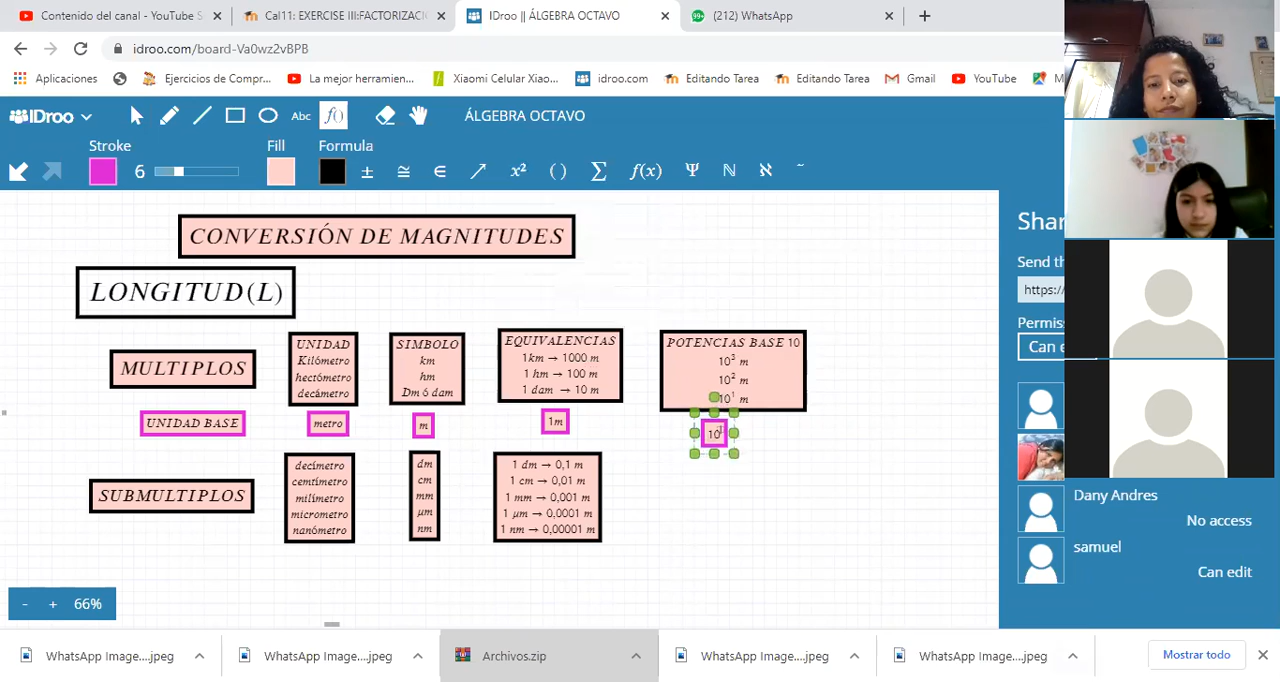 Contenido del canal - YouTube S
Cal11: EXERCISE III:FACTORIZACIO
IDroo | ÁLGEBRA OCTAVO
99+
(212) WhatsApp
idroo.com/board-Va0wz2vBPB
Aplicaciones
Ejercicios de Compr...
La mejor herramien...
Xiaomi Celular Xiao...
idroo.com
Editando Tarea
Editando Tarea
Gmail
YouTube
M
IDroo
Abc
f()
ÁLGEBRA OCTAVO
Stroke
Fill
Formula
6
± ≅ ∈ x² ( ) ∑ f(x) Ψ ℕ ℵ ~
CONVERSIÓN DE MAGNITUDES
LONGITUD(L)
MULTIPLOS
UNIDAD
Kilómetro
hectómetro
decámetro
SIMBOLO
km
hm
Dm ó dam
EQUIVALENCIAS
1km → 1000 m
1 hm → 100 m
1 dam → 10 m
POTENCIAS BASE 10
10³ m
10² m
10¹ m
UNIDAD BASE
metro
m
1m
10
SUBMULTIPLOS
decímetro
centímetro
milímetro
micrometro
nanómetro
dm
cm
mm
μm
nm
1 dm → 0,1 m
1 cm → 0,01 m
1 mm → 0,001 m
1 μm → 0,0001 m
1 nm → 0,00001 m
Shar
Send th
https:/
Permis
Can e
Dany Andres
No access
samuel
Can edit
- + 66%
WhatsApp Image....jpeg
WhatsApp Image....jpeg
Archivos.zip
WhatsApp Image....jpeg
WhatsApp Image....jpeg
Mostrar todo